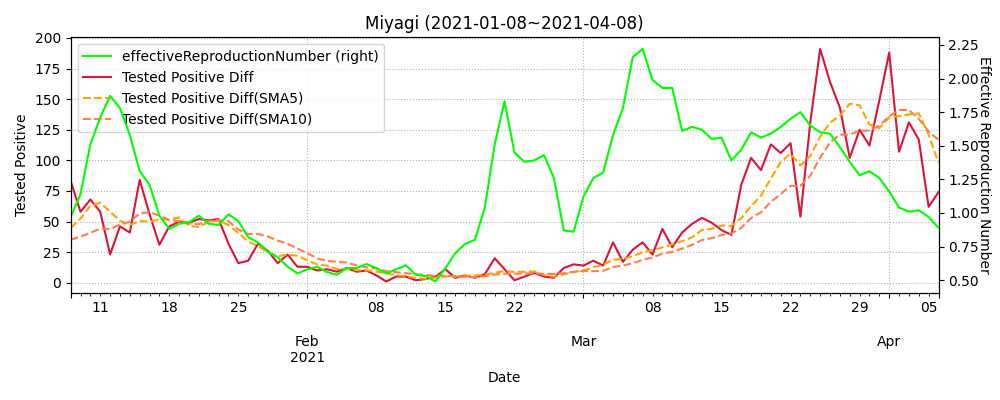 Miyagi (2021-01-08~2021-04-08)
effectiveReproductionNumber (right)
Tested Positive Diff
Tested Positive Diff(SMA5)
Tested Positive Diff(SMA10)
Tested Positive
200
175
150
125
100
75
50
25
0
2.25
2.00
1.75
1.50
1.25
1.00
0.75
0.50
Effective Reproduction Number
11 18 25 08 15 22 08 15 22 29 05
Feb Mar Apr
2021
Date